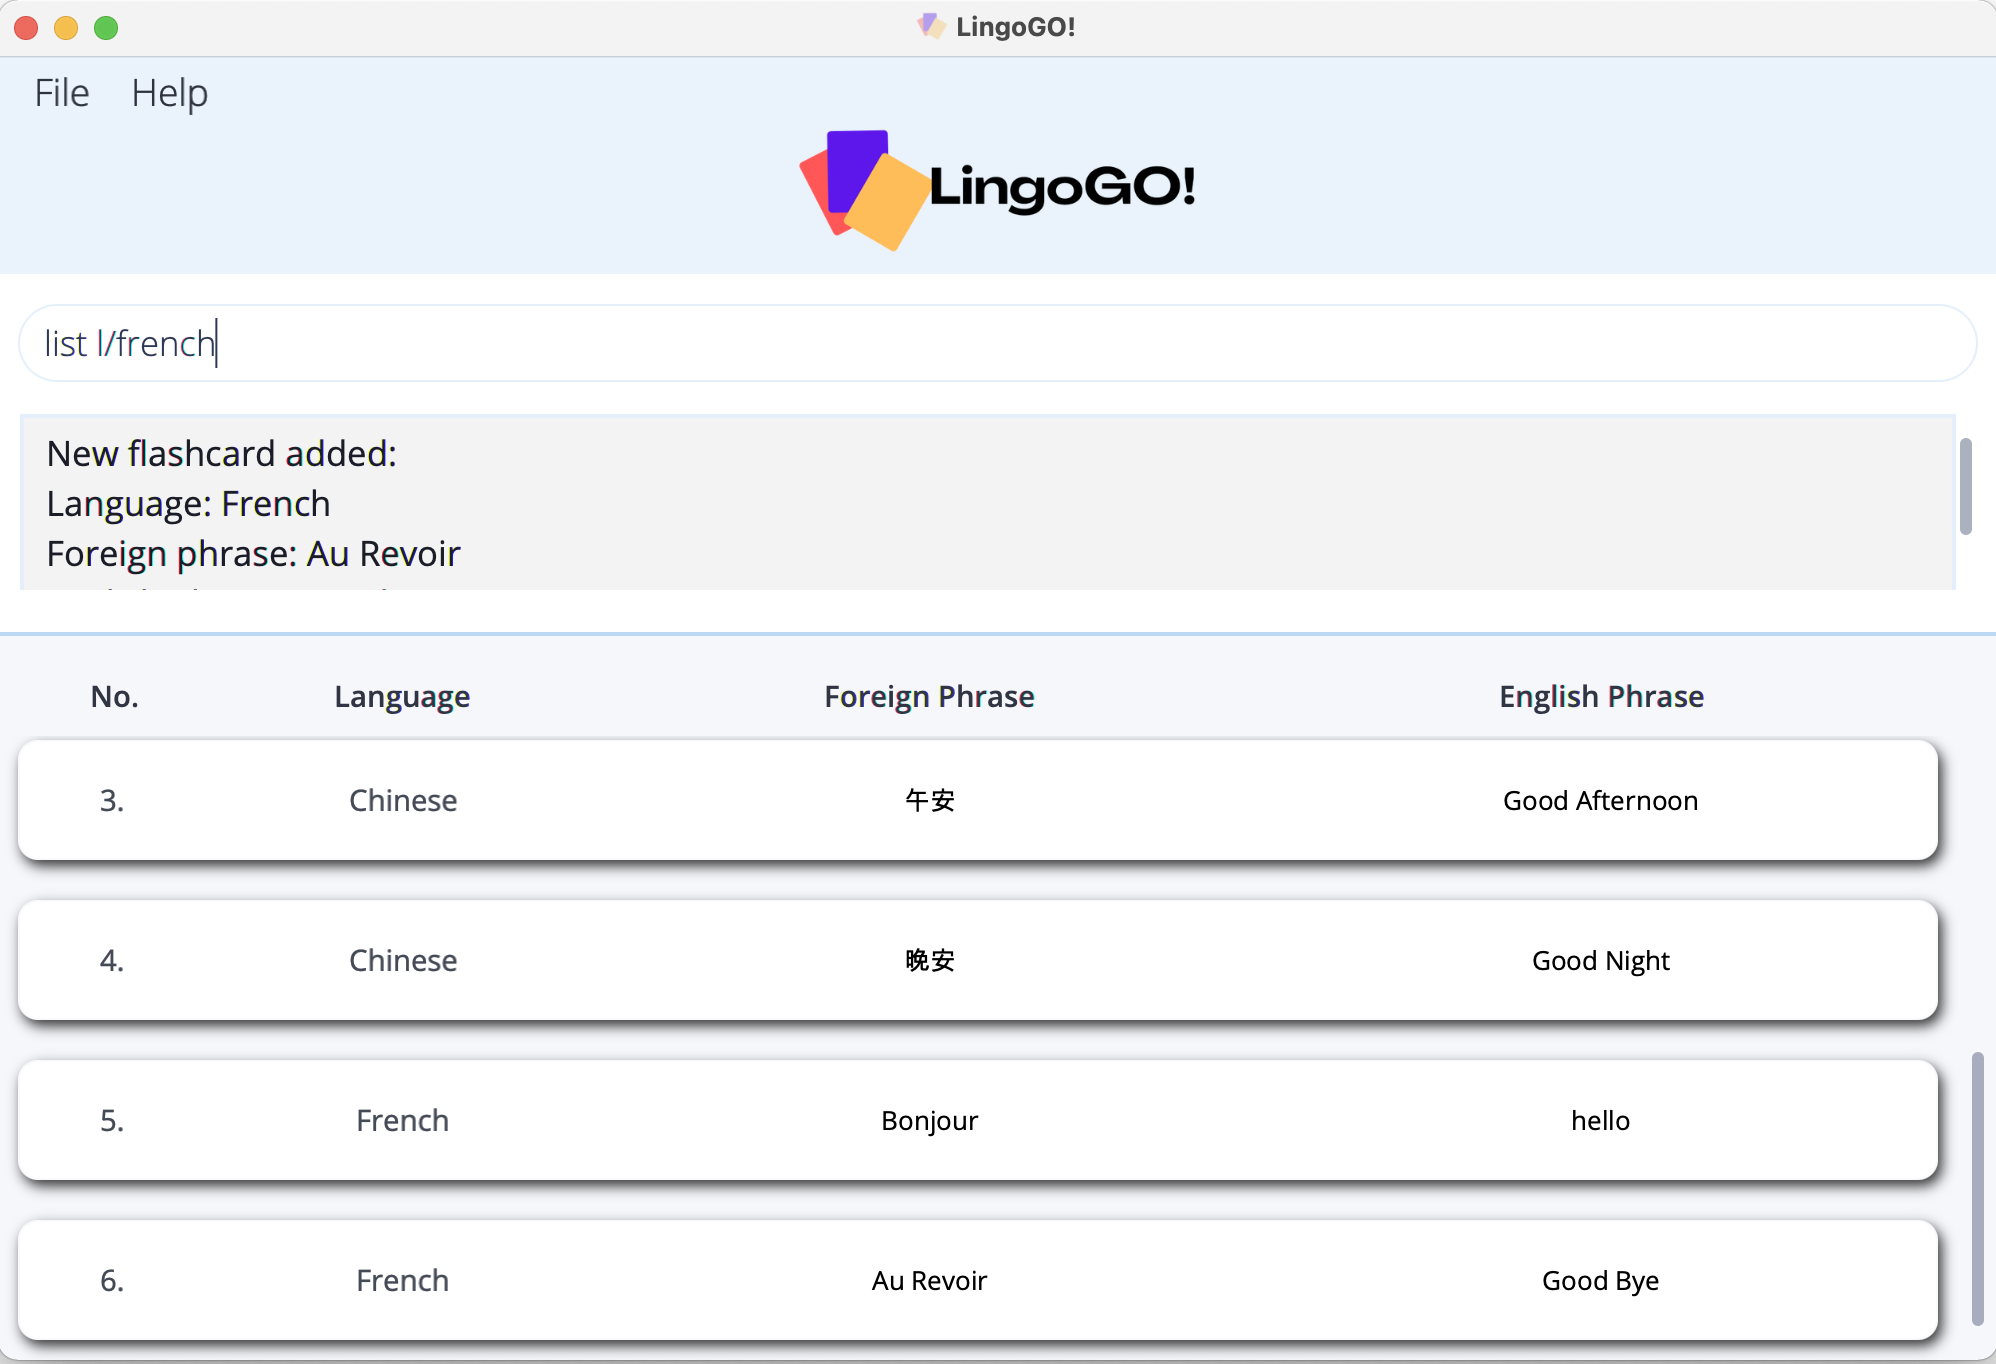 LingoGO!
File Help
LingoGO!
list l/french
New flashcard added:
Language: French
Foreign phrase: Au Revoir
No. Language Foreign Phrase English Phrase
3. Chinese 午安 Good Afternoon
4. Chinese 晚安 Good Night
5. French Bonjour hello
6. French Au Revoir Good Bye